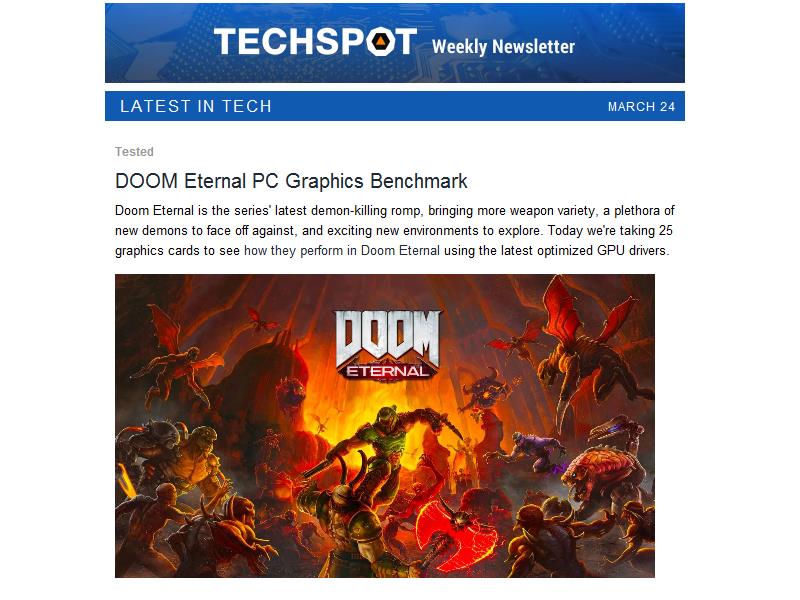 TECHSPOT Weekly Newsletter
LATEST IN TECH MARCH 24
Tested
DOOM Eternal PC Graphics Benchmark
Doom Eternal is the series' latest demon-killing romp, bringing more weapon variety, a plethora of
new demons to face off against, and exciting new environments to explore. Today we're taking 25
graphics cards to see how they perform in Doom Eternal using the latest optimized GPU drivers.
DOOM
ETERNAL